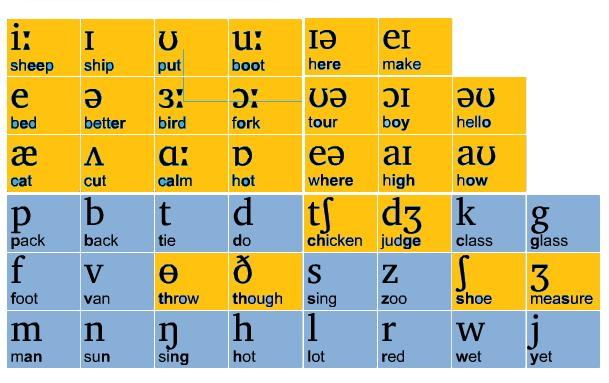 iː ɪ ʊ uː ɪə eɪ
sheep ship put boot here make
e ə ɜː ɔː ʊə ɔɪ əʊ
bed better bird fork tour boy hello
æ ʌ ɑː ɒ eə aɪ aʊ
cat cut calm hot where high how
p b t d tʃ dʒ k g
pack back tie do chicken judge class glass
f v ɵ ð s z ʃ ʒ
foot van throw though sing zoo shoe measure
m n ŋ h l r w j
man sun sing hot lot red wet yet